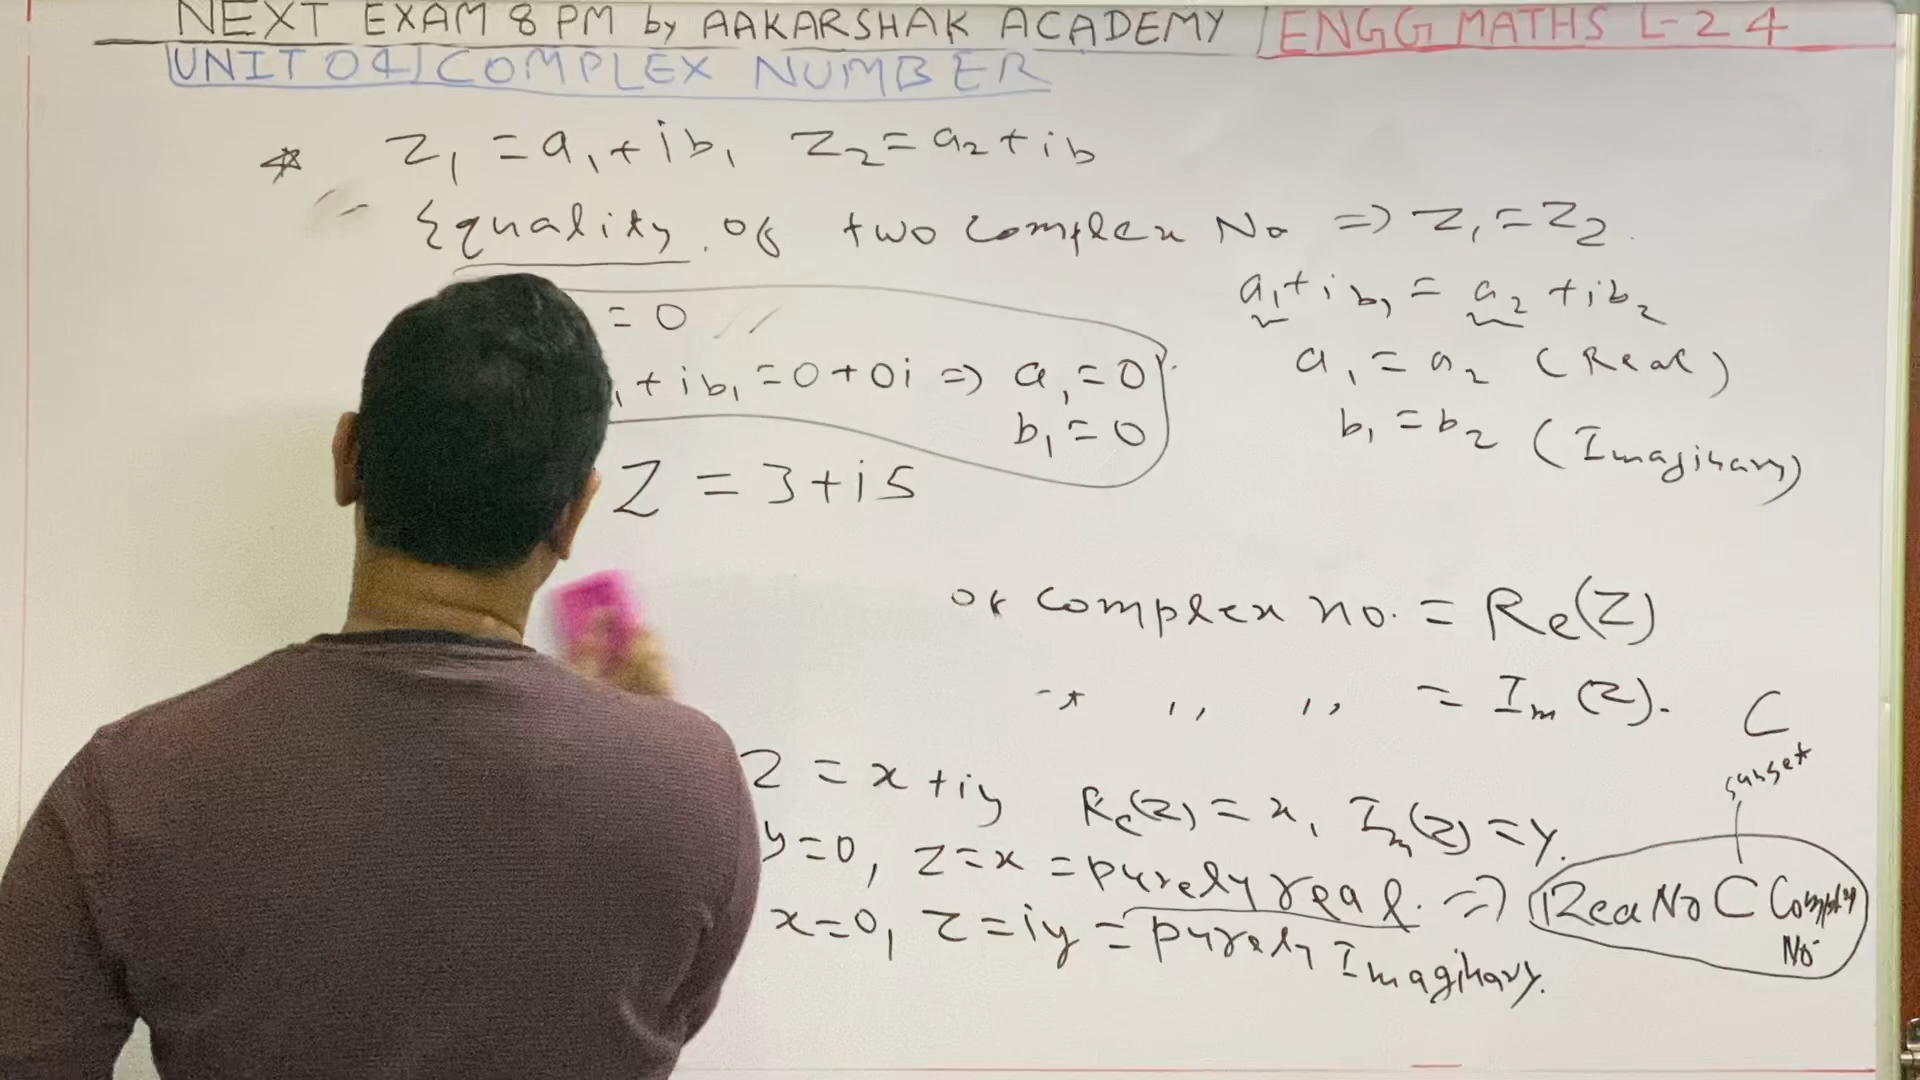 NEXT EXAM 8 PM by AAKARSHAK ACADEMY ENGG MATHS L-24
UNIT 04 COMPLEX NUMBER
* z₁ = a₁ + ib₁ z₂ = a₂ + ib
Equality of two complex No => z₁ = z₂.
a₁ + ib₁ = a₂ + ib₂
= 0
a₁ = a₂ (Real)
₁ + ib₁ = 0 + 0i => a₁ = 0
b₁ = 0
b₁ = b₂ (Imaginary)
Z = 3 + i5
of complex no. = Re(Z)
,, ,, = Im(Z).
C
subset
Z = x + iy Re(z) = x, Im(z) = y.
y = 0, z = x = purely real. => Rea No C Complex No
x = 0, z = iy = purely Imaginary.